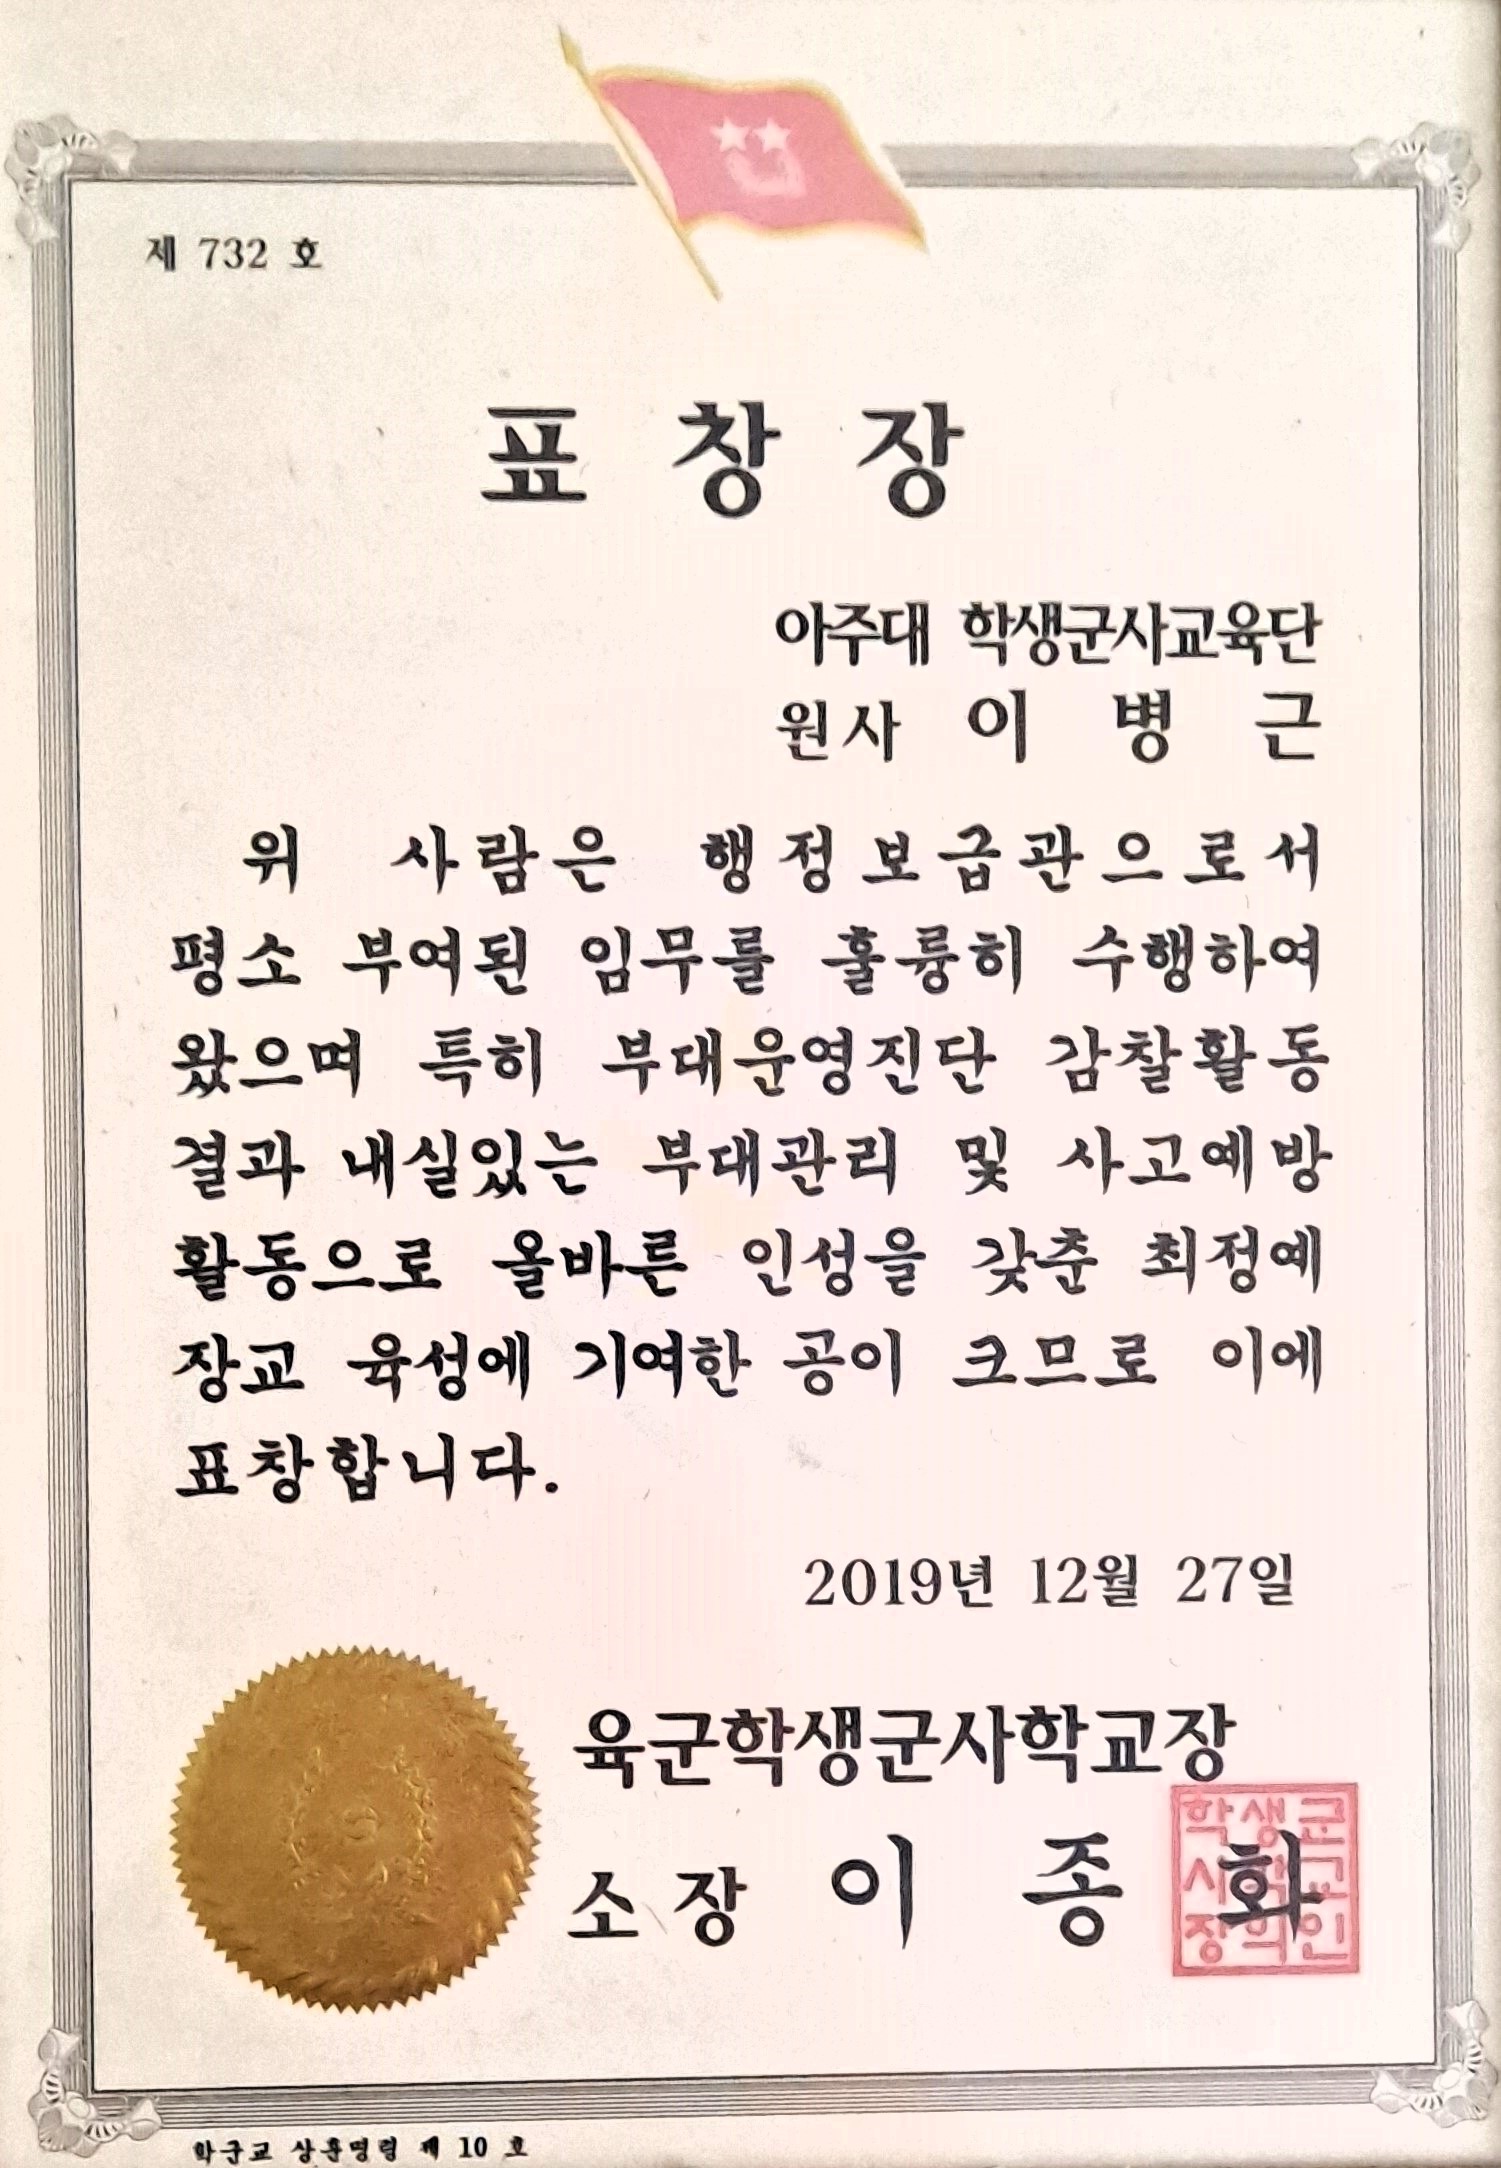 제 732 호
표 창 장
아주대 학생군사교육단
원사 이 병 근
위 사람은 행정보급관으로서
평소 부여된 임무를 훌륭히 수행하여
왔으며 특히 부대운영진단 감찰활동
결과 내실있는 부대관리 및 사고예방
활동으로 올바른 인성을 갖춘 최정예
장교 육성에 기여한 공이 크므로 이에
표창합니다.
2019년 12월 27일
육군학생군사학교장
소장 이 종 화
학생군
사학교
장의인
학군교 상훈명령 제 10 호